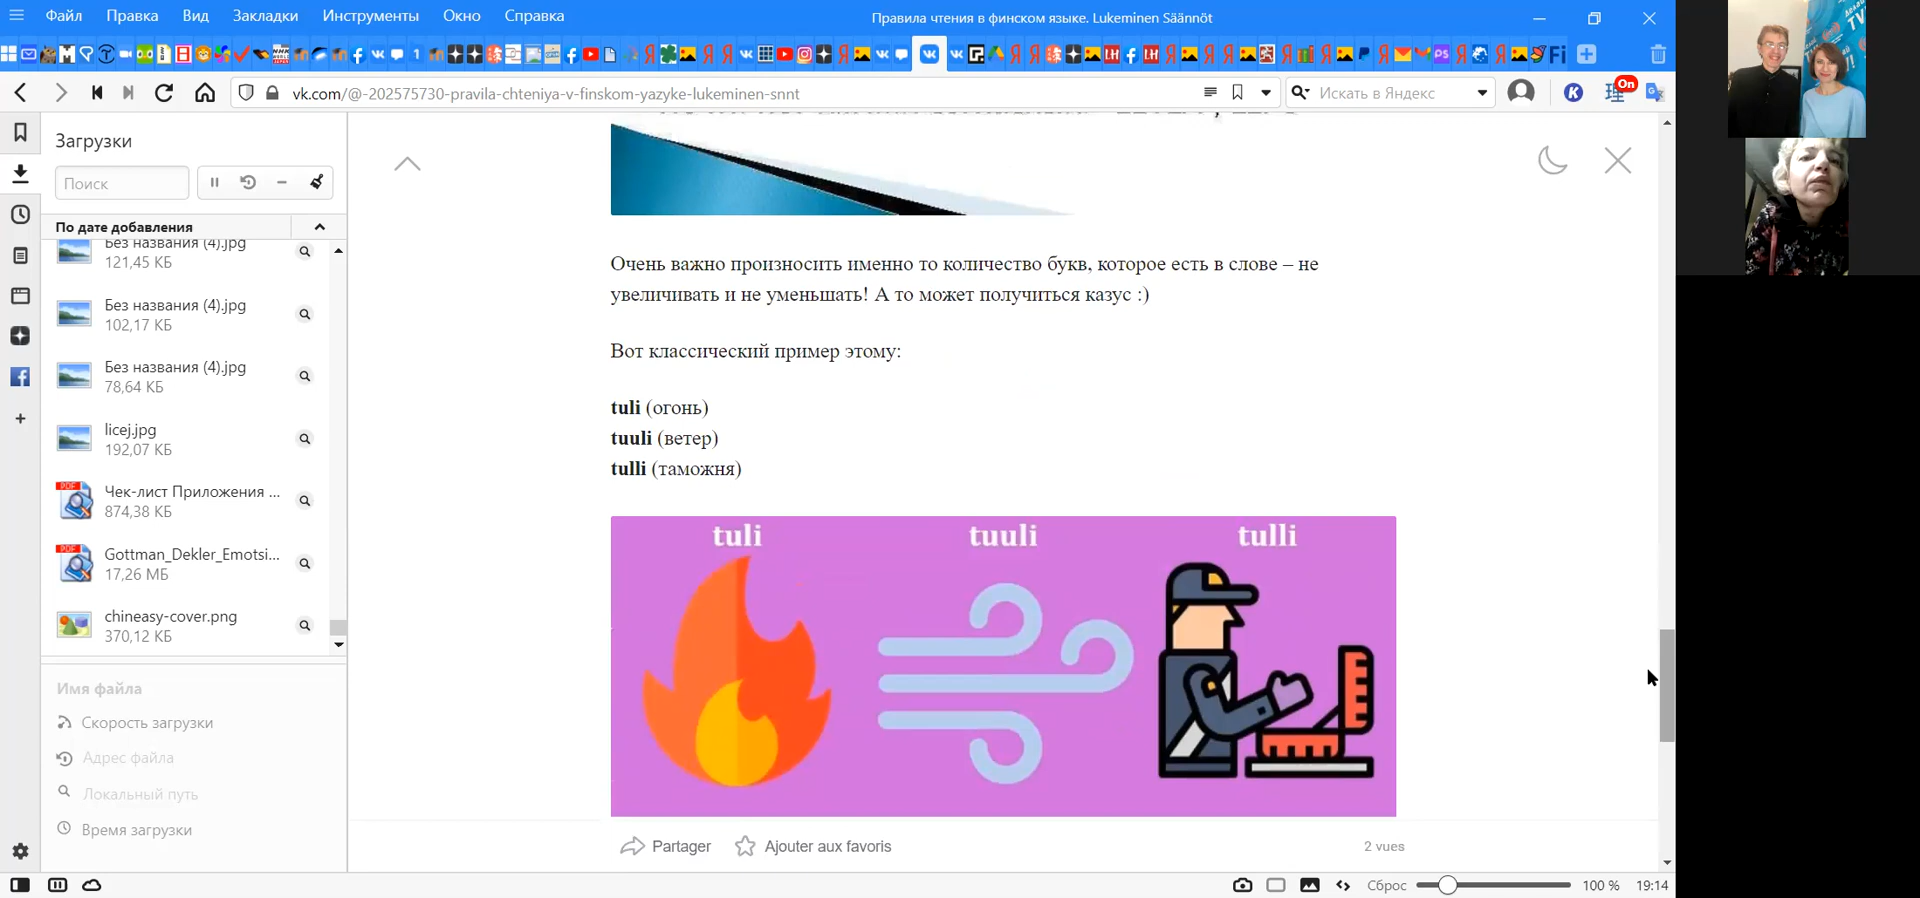 Файл Правка Вид Закладки Инструменты Окно Справка
Правила чтения в финском языке. Lukeminen Säännöt
vk.com/@-202575730-pravila-chteniya-v-finskom-yazyke-lukeminen-snnt
Искать в Яндекс
On
Загрузки
Поиск
По дате добавления
Без названия (4).jpg
121,45 КБ
Без названия (4).jpg
102,17 КБ
Без названия (4).jpg
78,64 КБ
licej.jpg
192,07 КБ
Чек-лист Приложения ...
874,38 КБ
Gottman_Dekler_Emotsi...
17,26 МБ
chineasy-cover.png
370,12 КБ
Имя файла
Скорость загрузки
Адрес файла
Локальный путь
Время загрузки
Очень важно произносить именно то количество букв, которое есть в слове – не
увеличивать и не уменьшать! А то может получиться казус :)
Вот классический пример этому:
tuli (огонь)
tuuli (ветер)
tulli (таможня)
tuli tuuli tulli
Partager Ajouter aux favoris 2 vues
Сброс 100 % 19:14